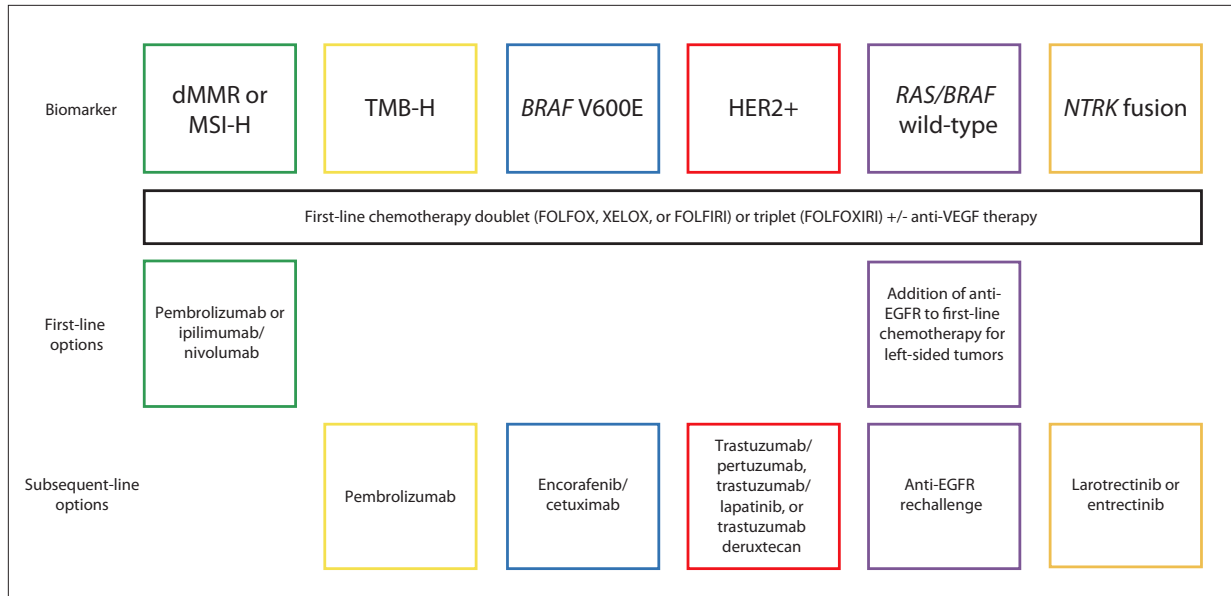 Biomarker
dMMR or
MSI-H
TMB-H
BRAF V600E
HER2+
RAS/BRAF
wild-type
NTRK fusion
First-line chemotherapy doublet (FOLFOX, XELOX, or FOLFIRI) or triplet (FOLFOXIRI) +/- anti-VEGF therapy
First-line
options
Pembrolizumab or
ipilimumab/
nivolumab
Addition of anti-
EGFR to first-line
chemotherapy for
left-sided tumors
Subsequent-line
options
Pembrolizumab
Encorafenib/
cetuximab
Trastuzumab/
pertuzumab,
trastuzumab/
lapatinib, or
trastuzumab
deruxtecan
Anti-EGFR
rechallenge
Larotrectinib or
entrectinib